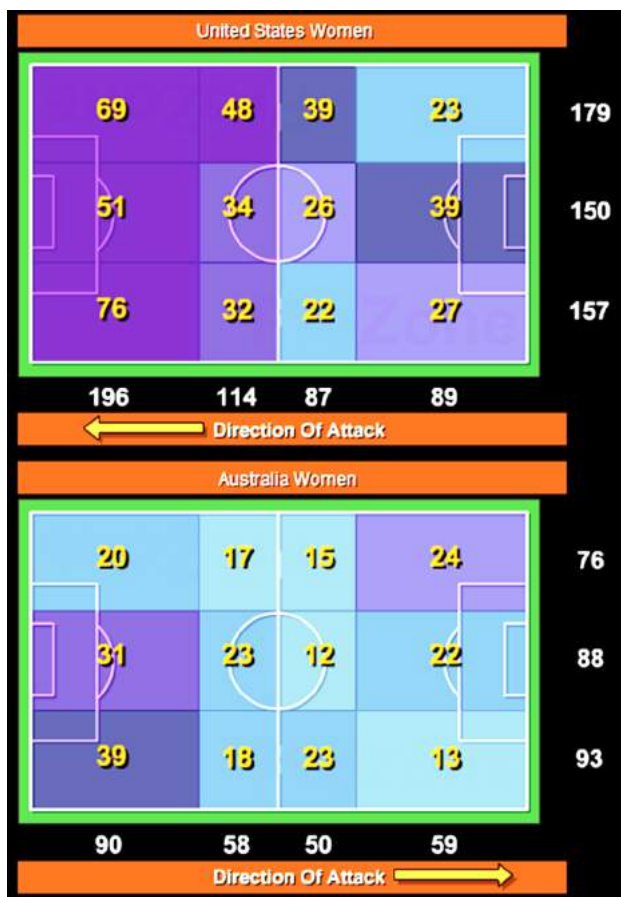 United States Women
69 48 39 23 179
51 34 26 39 150
76 32 22 27 157
196 114 87 89
Direction Of Attack
Australia Women
20 17 15 24 76
31 23 12 22 88
39 18 23 13 93
90 58 50 59
Direction Of Attack